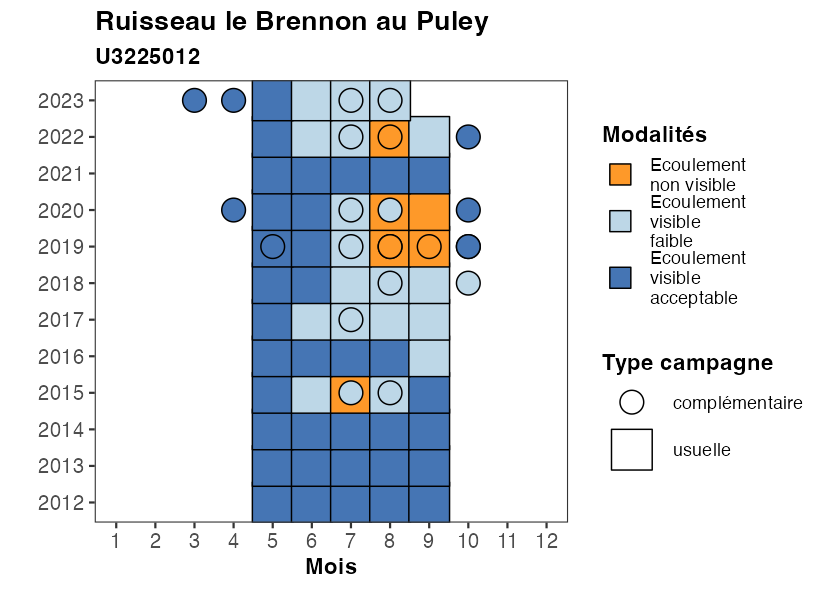 Ruisseau le Brennon au Puley
U3225012
2023
2022
2021
2020
2019
2018
2017
2016
2015
2014
2013
2012
1 2 3 4 5 6 7 8 9 10 11 12
Mois
Modalités
Ecoulement
non visible
Ecoulement
visible
faible
Ecoulement
visible
acceptable
Type campagne
complémentaire
usuelle